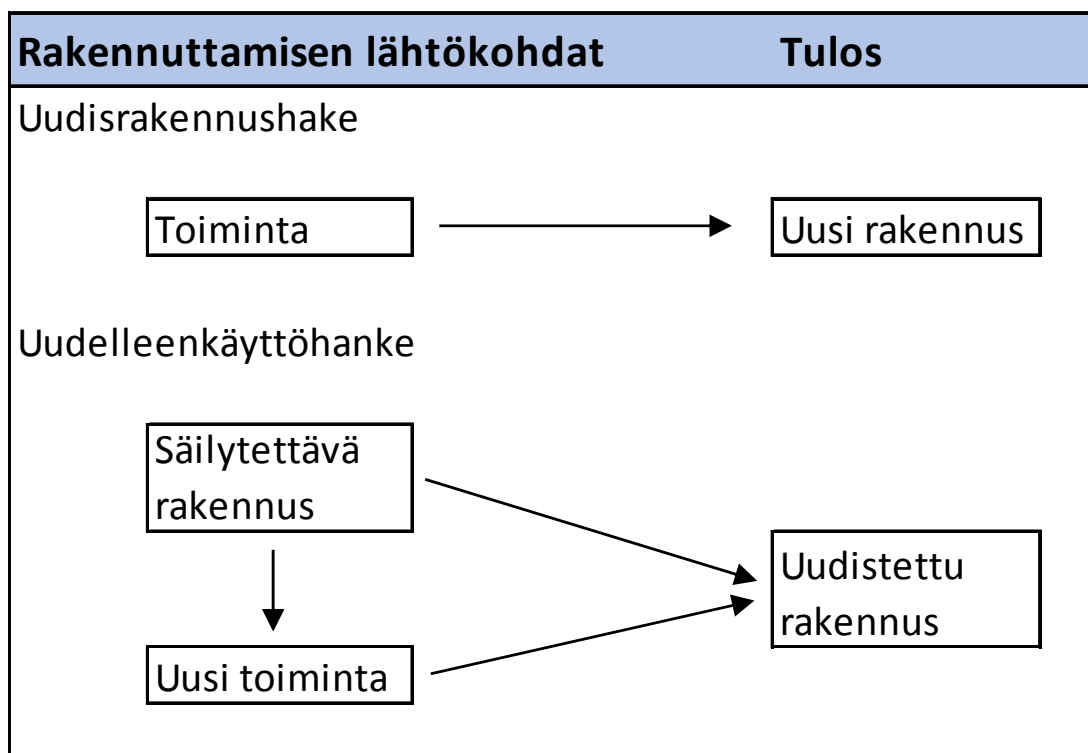 Rakennuttamisen lähtökohdat Tulos
Uudisrakennushake
Toiminta
Uusi rakennus
Uudelleenkäyttöhanke
Säilytettävä
rakennus
Uudistettu
rakennus
Uusi toiminta